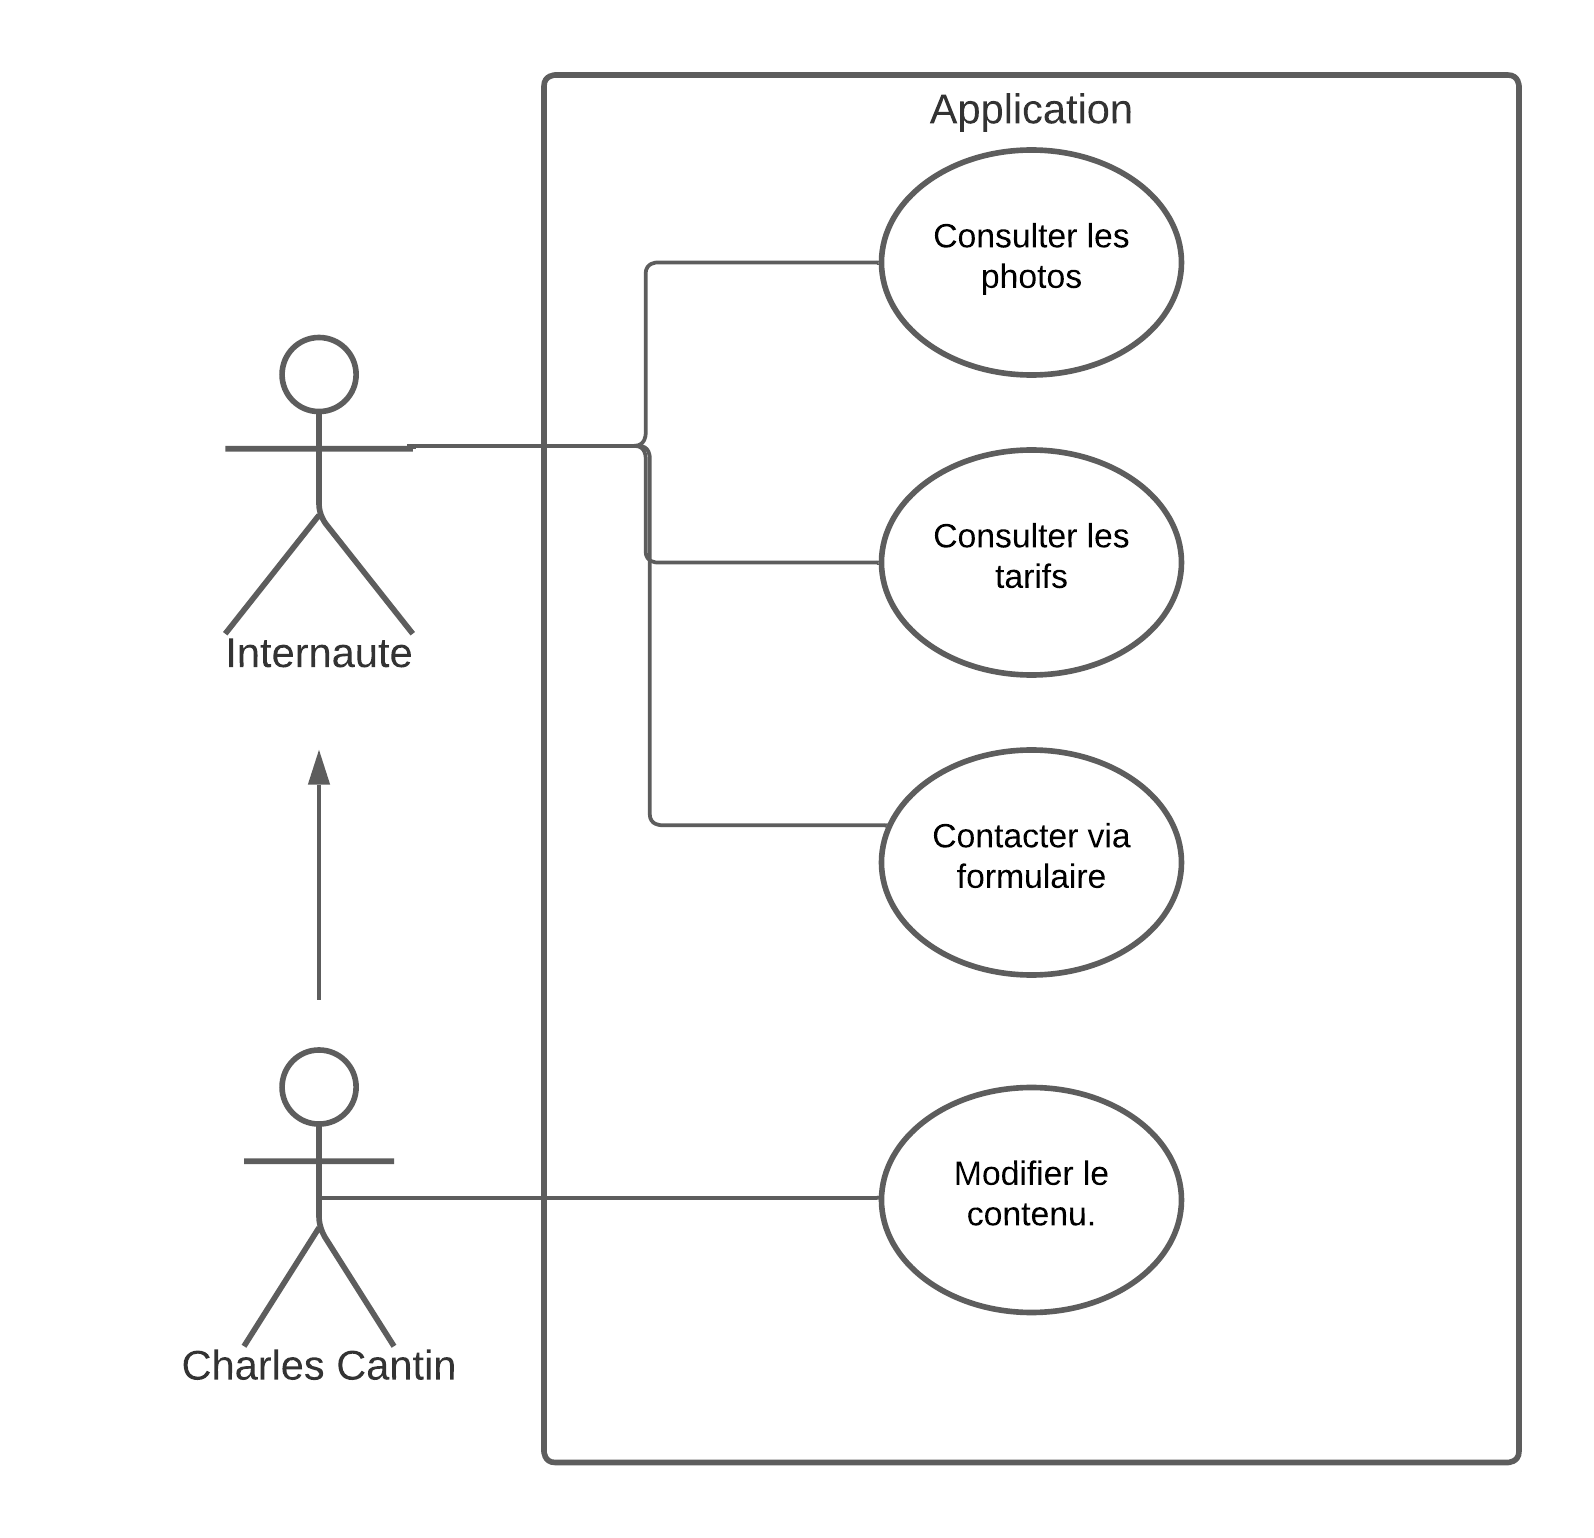 Application
Consulter les
photos
Consulter les
tarifs
Internaute
Contacter via
formulaire
Modifier le
contenu.
Charles Cantin